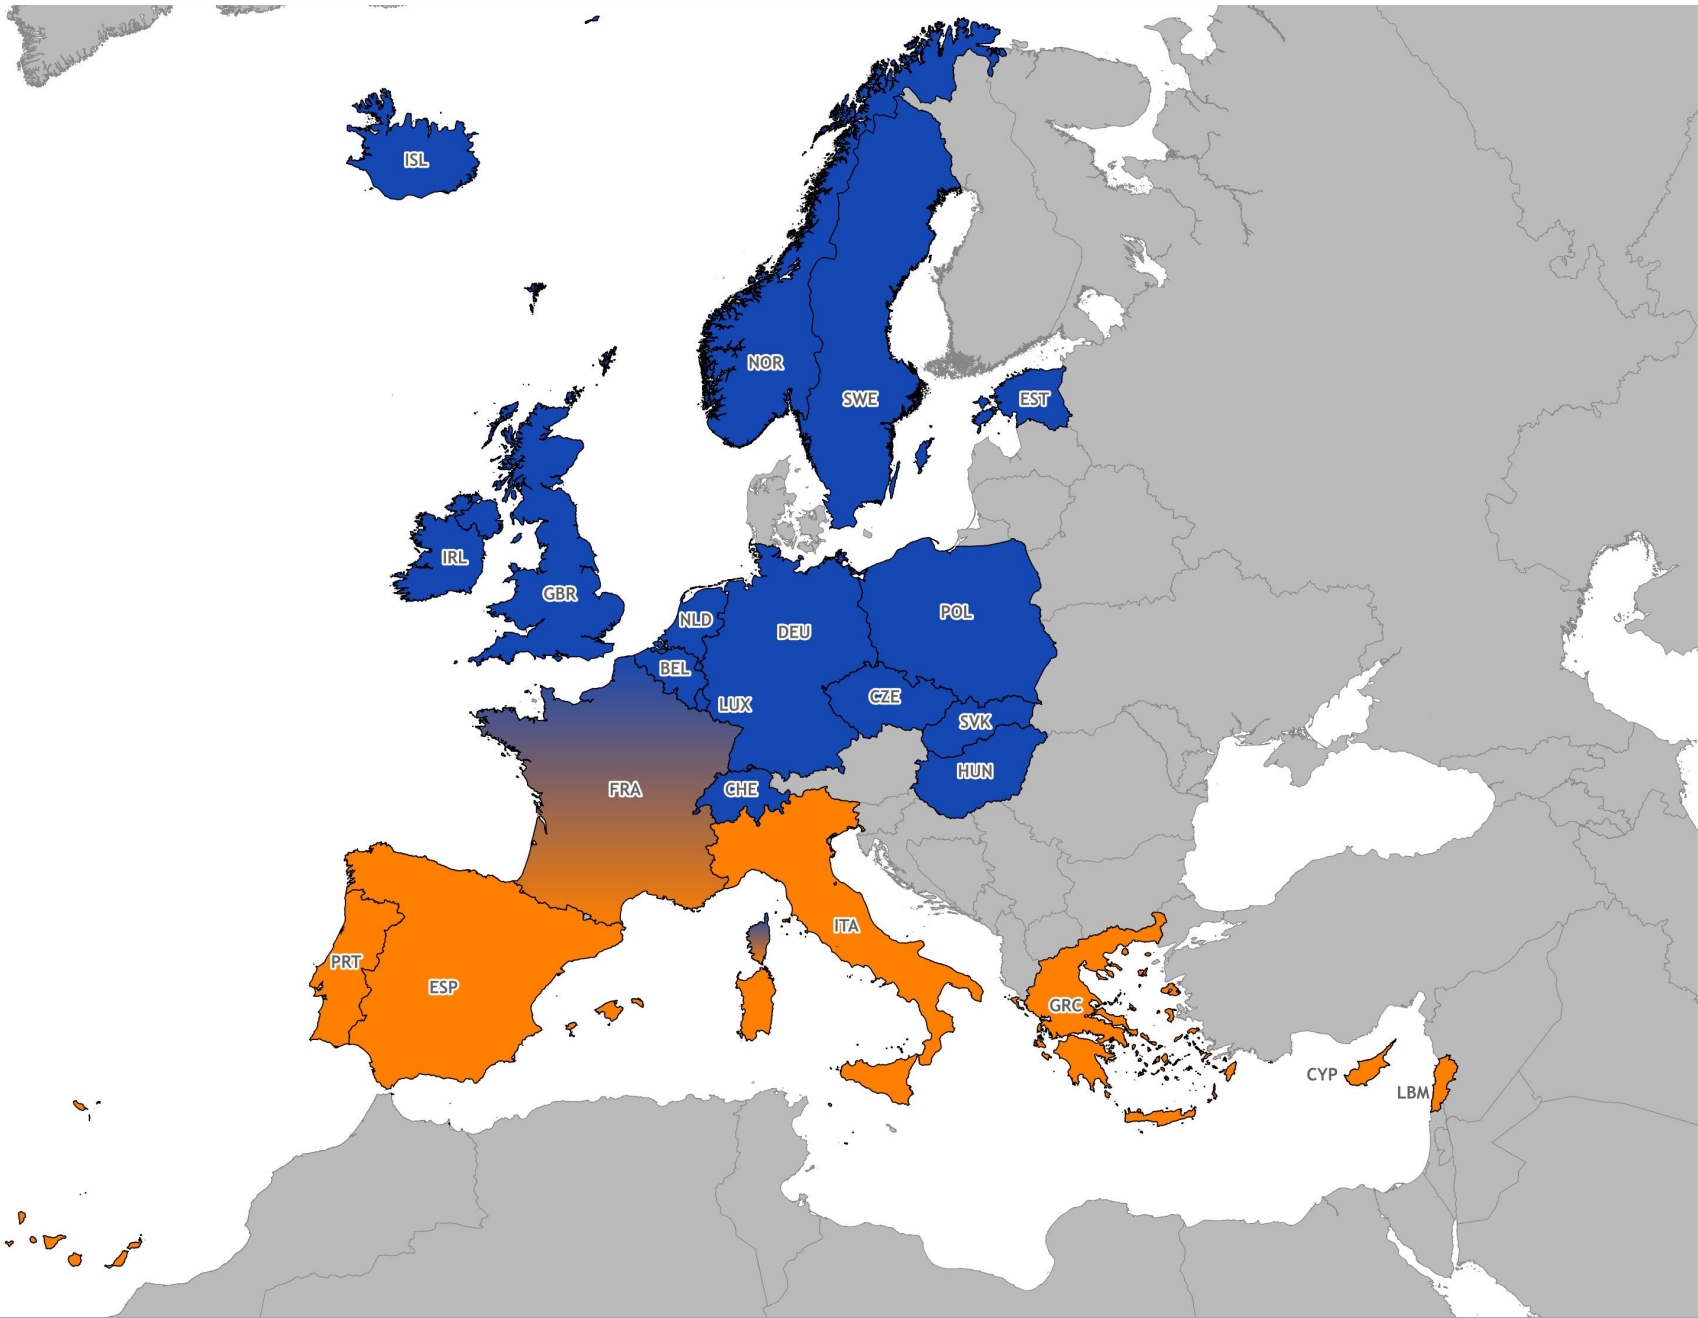 ISL
NOR
SWE
EST
IRL
GBR
NLD
DEU
POL
BEL
LUX
CZE
SVK
HUN
FRA
CHE
ITA
PRT
ESP
GRC
CYP
LBM